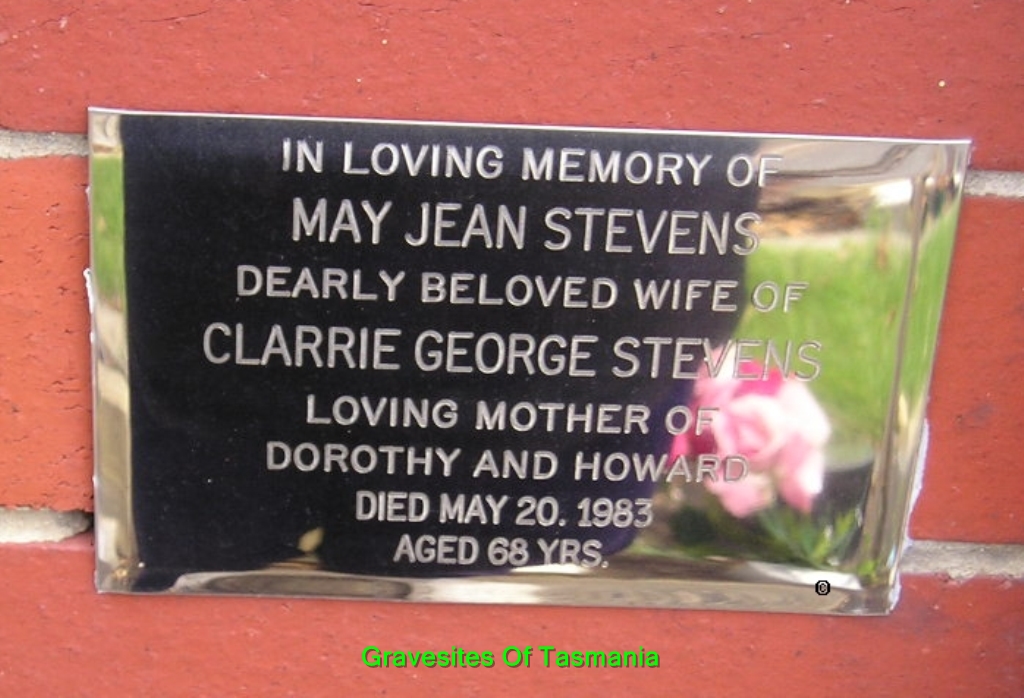 IN LOVING MEMORY OF
MAY JEAN STEVENS
DEARLY BELOVED WIFE OF
CLARRIE GEORGE STEVENS
LOVING MOTHER OF
DOROTHY AND HOWARD
DIED MAY 20. 1983
AGED 68 YRS.
©
Gravesites Of Tasmania